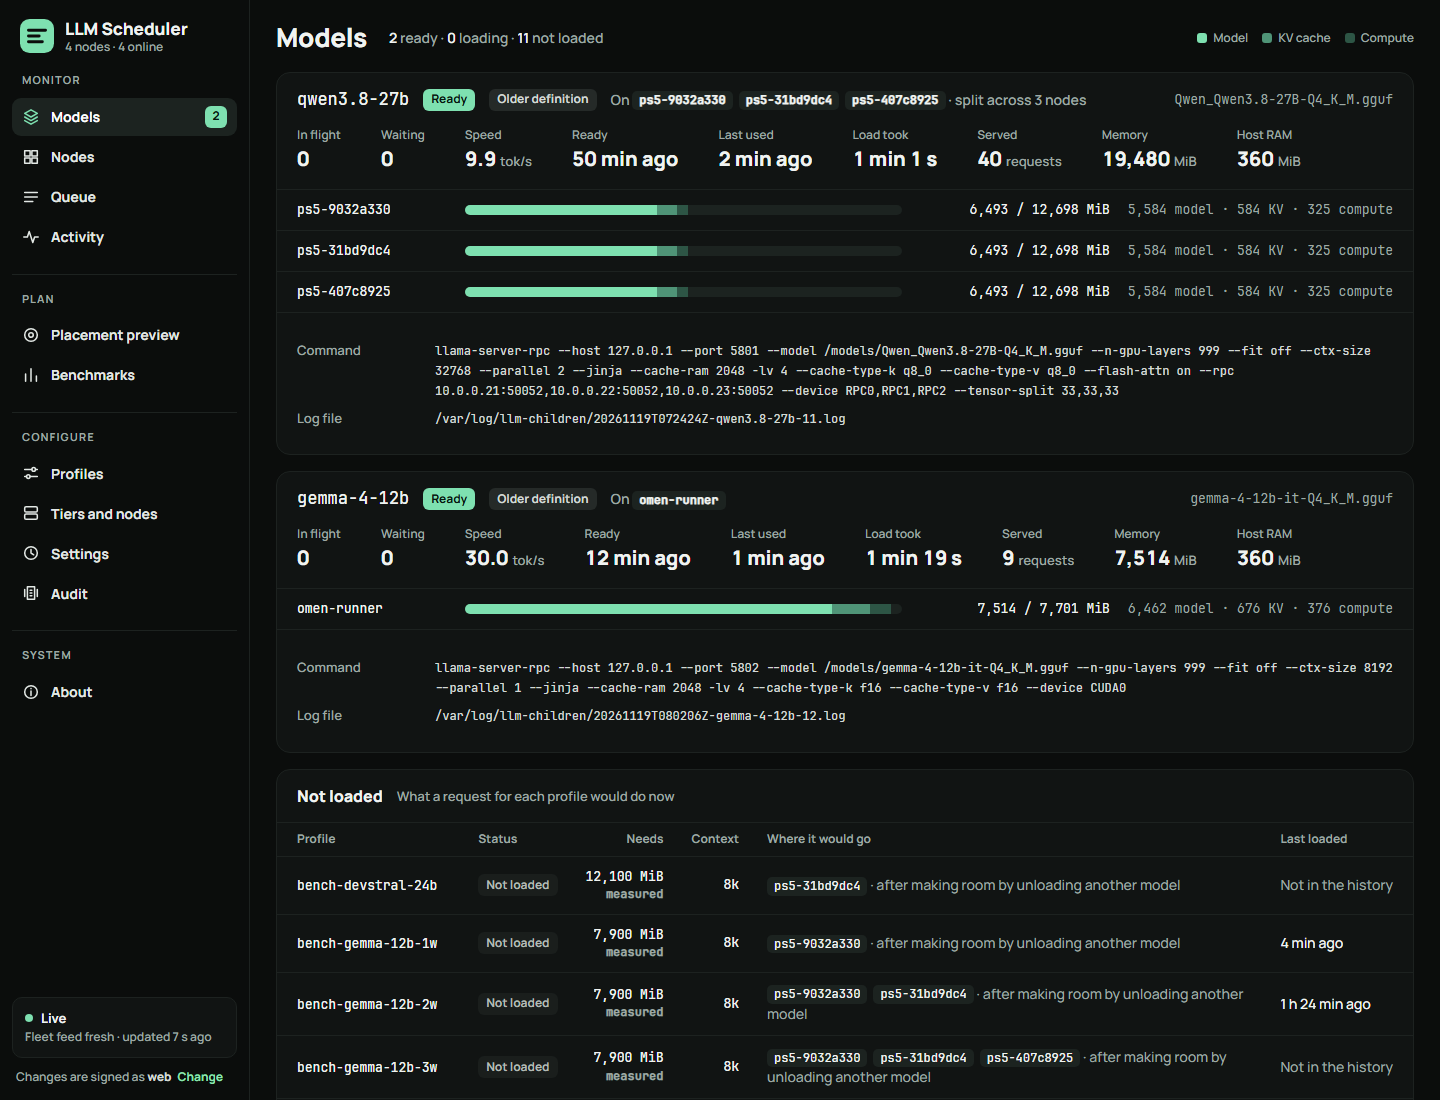 LLM Scheduler
4 nodes · 4 online
MONITOR
Models 2
Nodes
Queue
Activity
PLAN
Placement preview
Benchmarks
CONFIGURE
Profiles
Tiers and nodes
Settings
Audit
SYSTEM
About
Live
Fleet feed fresh · updated 7 s ago
Changes are signed as web Change
Models 2 ready · 0 loading · 11 not loaded Model KV cache Compute
qwen3.8-27b Ready Older definition On ps5-9032a330 ps5-31bd9dc4 ps5-407c8925 · split across 3 nodes Qwen_Qwen3.8-27B-Q4_K_M.gguf
In flight Waiting Speed Ready Last used Load took Served Memory Host RAM
0 0 9.9 tok/s 50 min ago 2 min ago 1 min 1 s 40 requests 19,480 MiB 360 MiB
ps5-9032a330 6,493 / 12,698 MiB 5,584 model · 584 KV · 325 compute
ps5-31bd9dc4 6,493 / 12,698 MiB 5,584 model · 584 KV · 325 compute
ps5-407c8925 6,493 / 12,698 MiB 5,584 model · 584 KV · 325 compute
Command llama-server-rpc --host 127.0.0.1 --port 5801 --model /models/Qwen_Qwen3.8-27B-Q4_K_M.gguf --n-gpu-layers 999 --fit off --ctx-size
32768 --parallel 2 --jinja --cache-ram 2048 -lv 4 --cache-type-k q8_0 --cache-type-v q8_0 --flash-attn on --rpc
10.0.0.21:50052,10.0.0.22:50052,10.0.0.23:50052 --device RPC0,RPC1,RPC2 --tensor-split 33,33,33
Log file /var/log/llm-children/20261119T072424Z-qwen3.8-27b-11.log
gemma-4-12b Ready Older definition On omen-runner gemma-4-12b-it-Q4_K_M.gguf
In flight Waiting Speed Ready Last used Load took Served Memory Host RAM
0 0 30.0 tok/s 12 min ago 1 min ago 1 min 19 s 9 requests 7,514 MiB 360 MiB
omen-runner 7,514 / 7,701 MiB 6,462 model · 676 KV · 376 compute
Command llama-server-rpc --host 127.0.0.1 --port 5802 --model /models/gemma-4-12b-it-Q4_K_M.gguf --n-gpu-layers 999 --fit off --ctx-size 8192
--parallel 1 --jinja --cache-ram 2048 -lv 4 --cache-type-k f16 --cache-type-v f16 --device CUDA0
Log file /var/log/llm-children/20261119T080206Z-gemma-4-12b-12.log
Not loaded What a request for each profile would do now
Profile Status Needs Context Where it would go Last loaded
bench-devstral-24b Not loaded 12,100 MiB measured 8k ps5-31bd9dc4 · after making room by unloading another model Not in the history
bench-gemma-12b-1w Not loaded 7,900 MiB measured 8k ps5-9032a330 · after making room by unloading another model 4 min ago
bench-gemma-12b-2w Not loaded 7,900 MiB measured 8k ps5-9032a330 ps5-31bd9dc4 · after making room by unloading another model 1 h 24 min ago
bench-gemma-12b-3w Not loaded 7,900 MiB measured 8k ps5-9032a330 ps5-31bd9dc4 ps5-407c8925 · after making room by unloading another model Not in the history